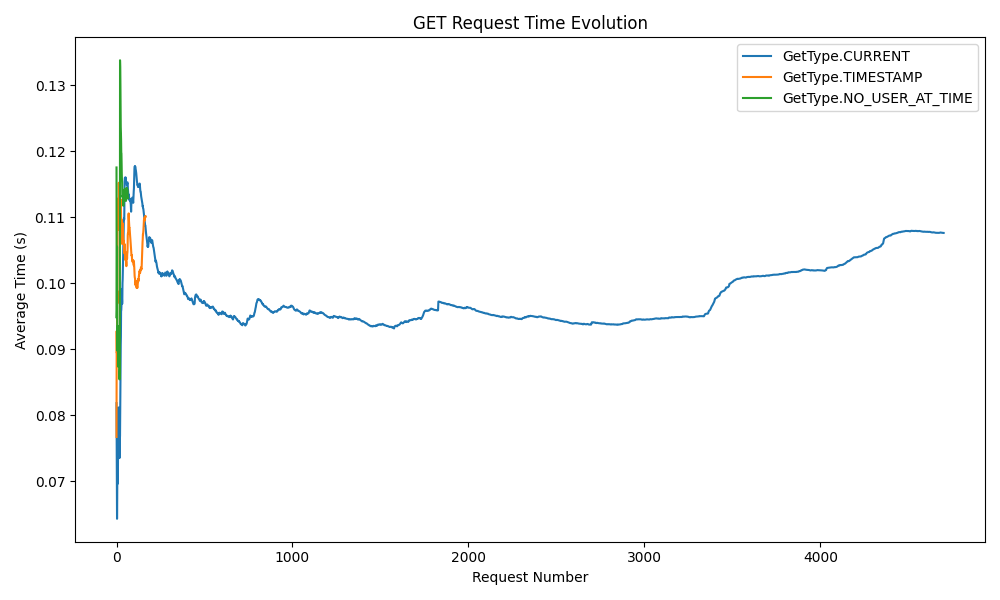 GET Request Time Evolution
GetType.CURRENT
GetType.TIMESTAMP
GetType.NO_USER_AT_TIME
Average Time (s)
0.13
0.12
0.11
0.10
0.09
0.08
0.07
0 1000 2000 3000 4000
Request Number